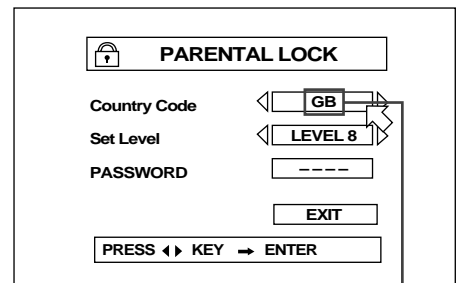 PARENTAL LOCK
Country Code GB
Set Level LEVEL 8
PASSWORD ----
EXIT
PRESS ◀ ▶ KEY → ENTER